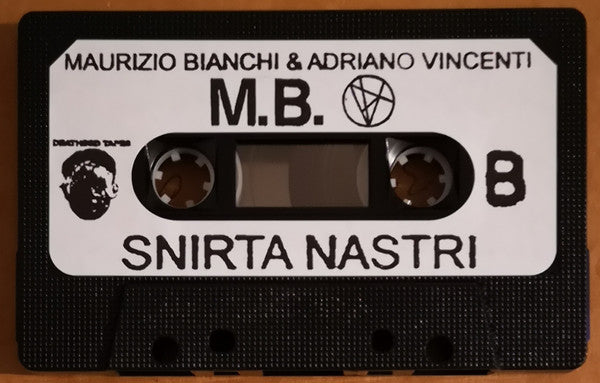 MAURIZIO BIANCHI & ADRIANO VINCENTI
M.B.
DEATHBED TAPES
B
SNIRTA NASTRI